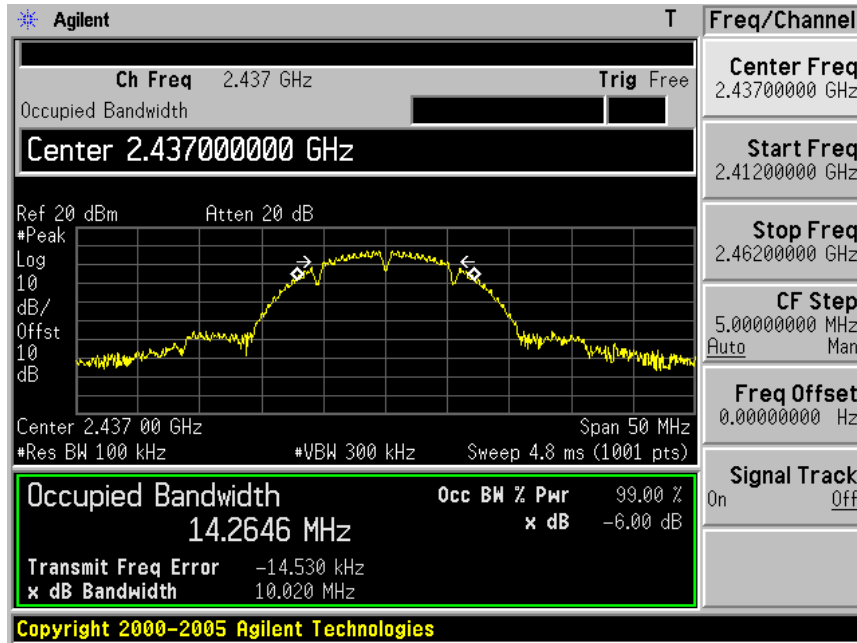 Agilent T
Ch Freq 2.437 GHz Trig Free
Occupied Bandwidth
Center 2.437000000 GHz
Ref 20 dBm Atten 20 dB
#Peak
Log
10
dB/
Offst
10
dB
Center 2.437 00 GHz Span 50 MHz
#Res BW 100 kHz #VBW 300 kHz Sweep 4.8 ms (1001 pts)
Occupied Bandwidth Occ BW % Pwr 99.00 %
14.2646 MHz x dB -6.00 dB
Transmit Freq Error -14.530 kHz
x dB Bandwidth 10.020 MHz
Copyright 2000-2005 Agilent Technologies
Freq/Channel
Center Freq
2.43700000 GHz
Start Freq
2.41200000 GHz
Stop Freq
2.46200000 GHz
CF Step
5.00000000 MHz
Auto Man
Freq Offset
0.00000000 Hz
Signal Track
On Off